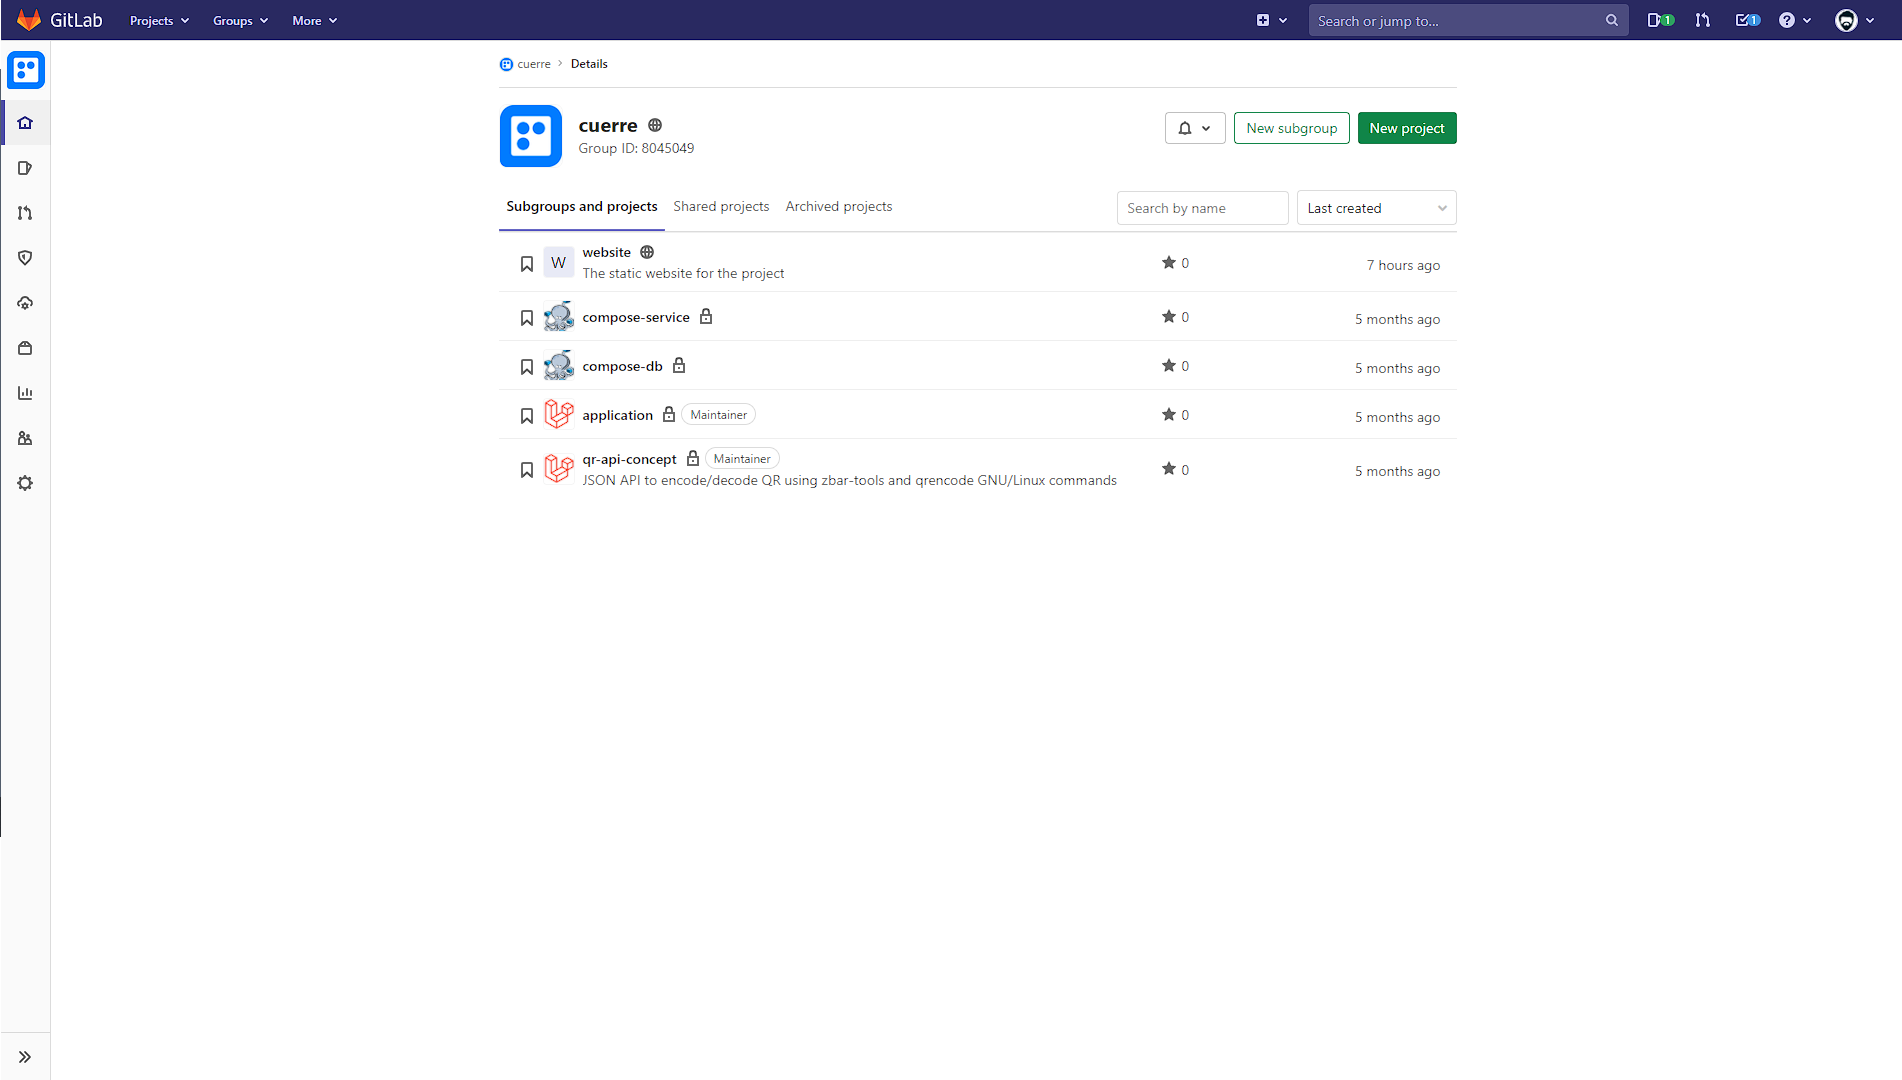 GitLab Projects Groups More Search or jump to... 1 1 ?
cuerre > Details
cuerre
Group ID: 8045049
New subgroup New project
Subgroups and projects Shared projects Archived projects Search by name Last created
W website 0 7 hours ago
The static website for the project
compose-service 0 5 months ago
compose-db 0 5 months ago
application Maintainer 0 5 months ago
qr-api-concept Maintainer 0 5 months ago
JSON API to encode/decode QR using zbar-tools and qrencode GNU/Linux commands